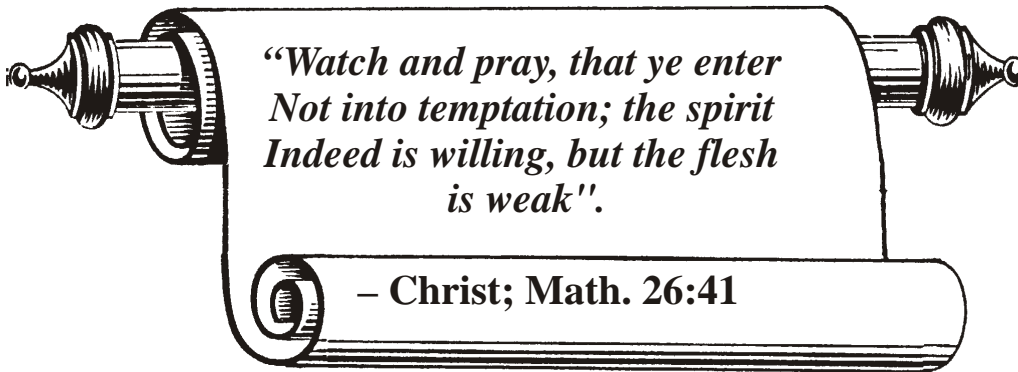 “Watch and pray, that ye enter
Not into temptation; the spirit
Indeed is willing, but the flesh
is weak".
– Christ; Math. 26:41